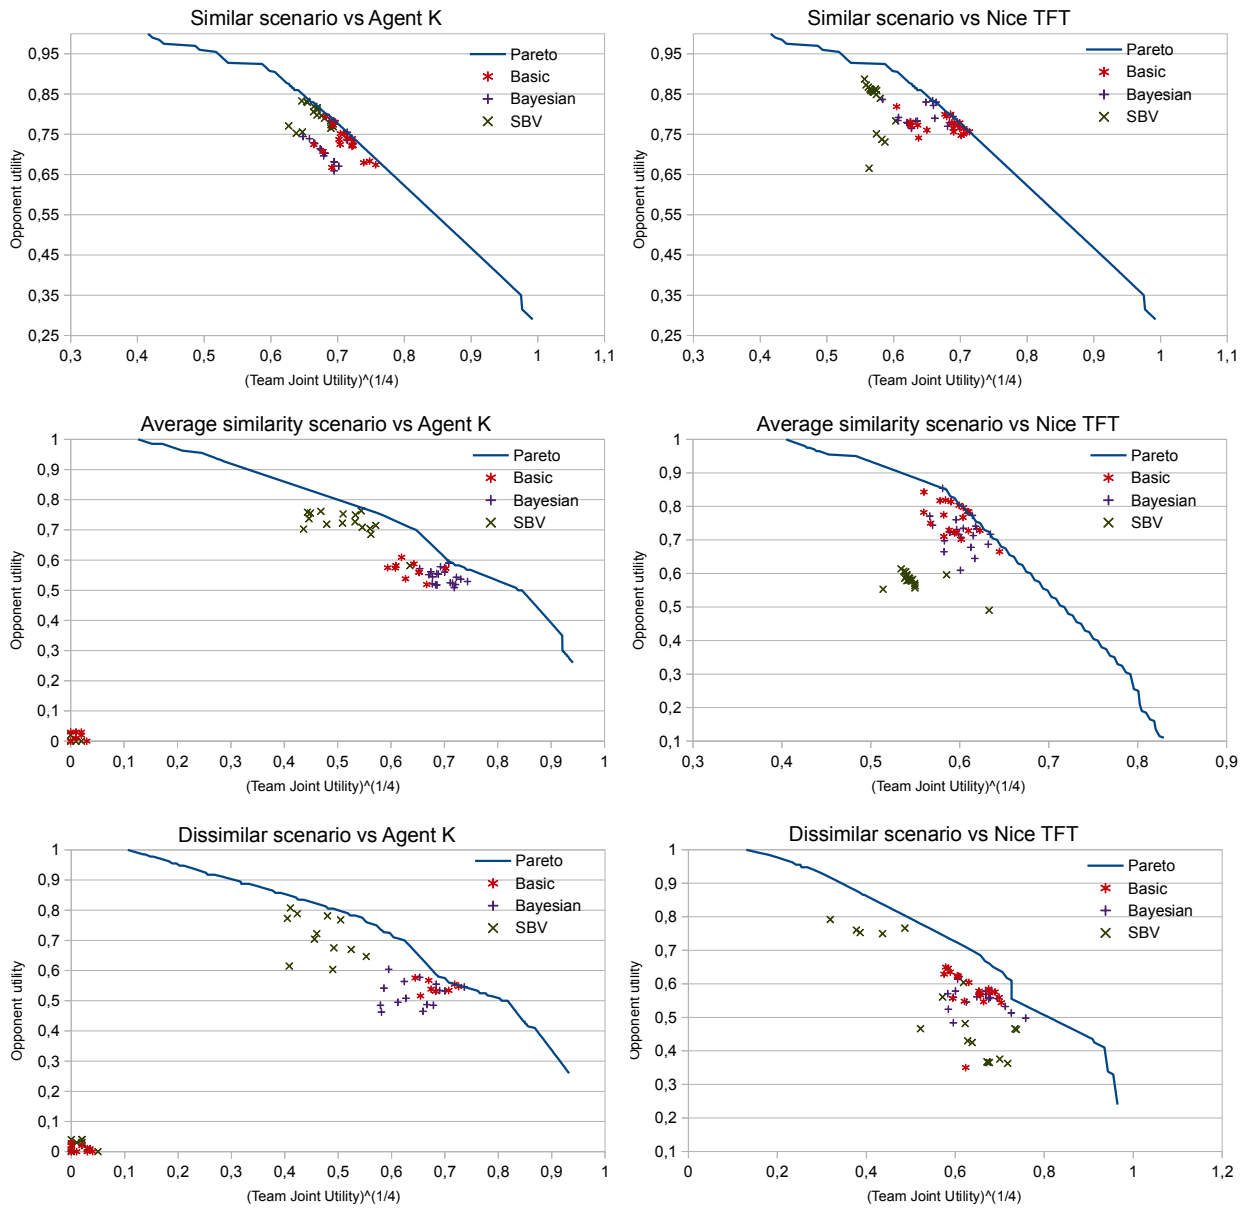 Similar scenario vs Agent K
Opponent utility
0,95
0,85
0,75
0,65
0,55
0,45
0,35
0,25
0,3 0,4 0,5 0,6 0,7 0,8 0,9 1 1,1
(Team Joint Utility)^(1/4)
Pareto
Basic
Bayesian
SBV
Similar scenario vs Nice TFT
Opponent utility
0,95
0,85
0,75
0,65
0,55
0,45
0,35
0,25
0,3 0,4 0,5 0,6 0,7 0,8 0,9 1 1,1
(Team Joint Utility)^(1/4)
Pareto
Basic
Bayesian
SBV
Average similarity scenario vs Agent K
Opponent utility
1
0,9
0,8
0,7
0,6
0,5
0,4
0,3
0,2
0,1
0
0 0,1 0,2 0,3 0,4 0,5 0,6 0,7 0,8 0,9 1
(Team Joint Utility)^(1/4)
Pareto
Basic
Bayesian
SBV
Average similarity scenario vs Nice TFT
Opponent utility
1
0,9
0,8
0,7
0,6
0,5
0,4
0,3
0,2
0,1
0,3 0,4 0,5 0,6 0,7 0,8 0,9
(Team Joint Utility)^(1/4)
Pareto
Basic
Bayesian
SBV
Dissimilar scenario vs Agent K
Opponent utility
1
0,9
0,8
0,7
0,6
0,5
0,4
0,3
0,2
0,1
0
0 0,1 0,2 0,3 0,4 0,5 0,6 0,7 0,8 0,9 1
(Team Joint Utility)^(1/4)
Pareto
Basic
Bayesian
SBV
Dissimilar scenario vs Nice TFT
Opponent utility
1
0,9
0,8
0,7
0,6
0,5
0,4
0,3
0,2
0,1
0 0,2 0,4 0,6 0,8 1 1,2
(Team Joint Utility)^(1/4)
Pareto
Basic
Bayesian
SBV